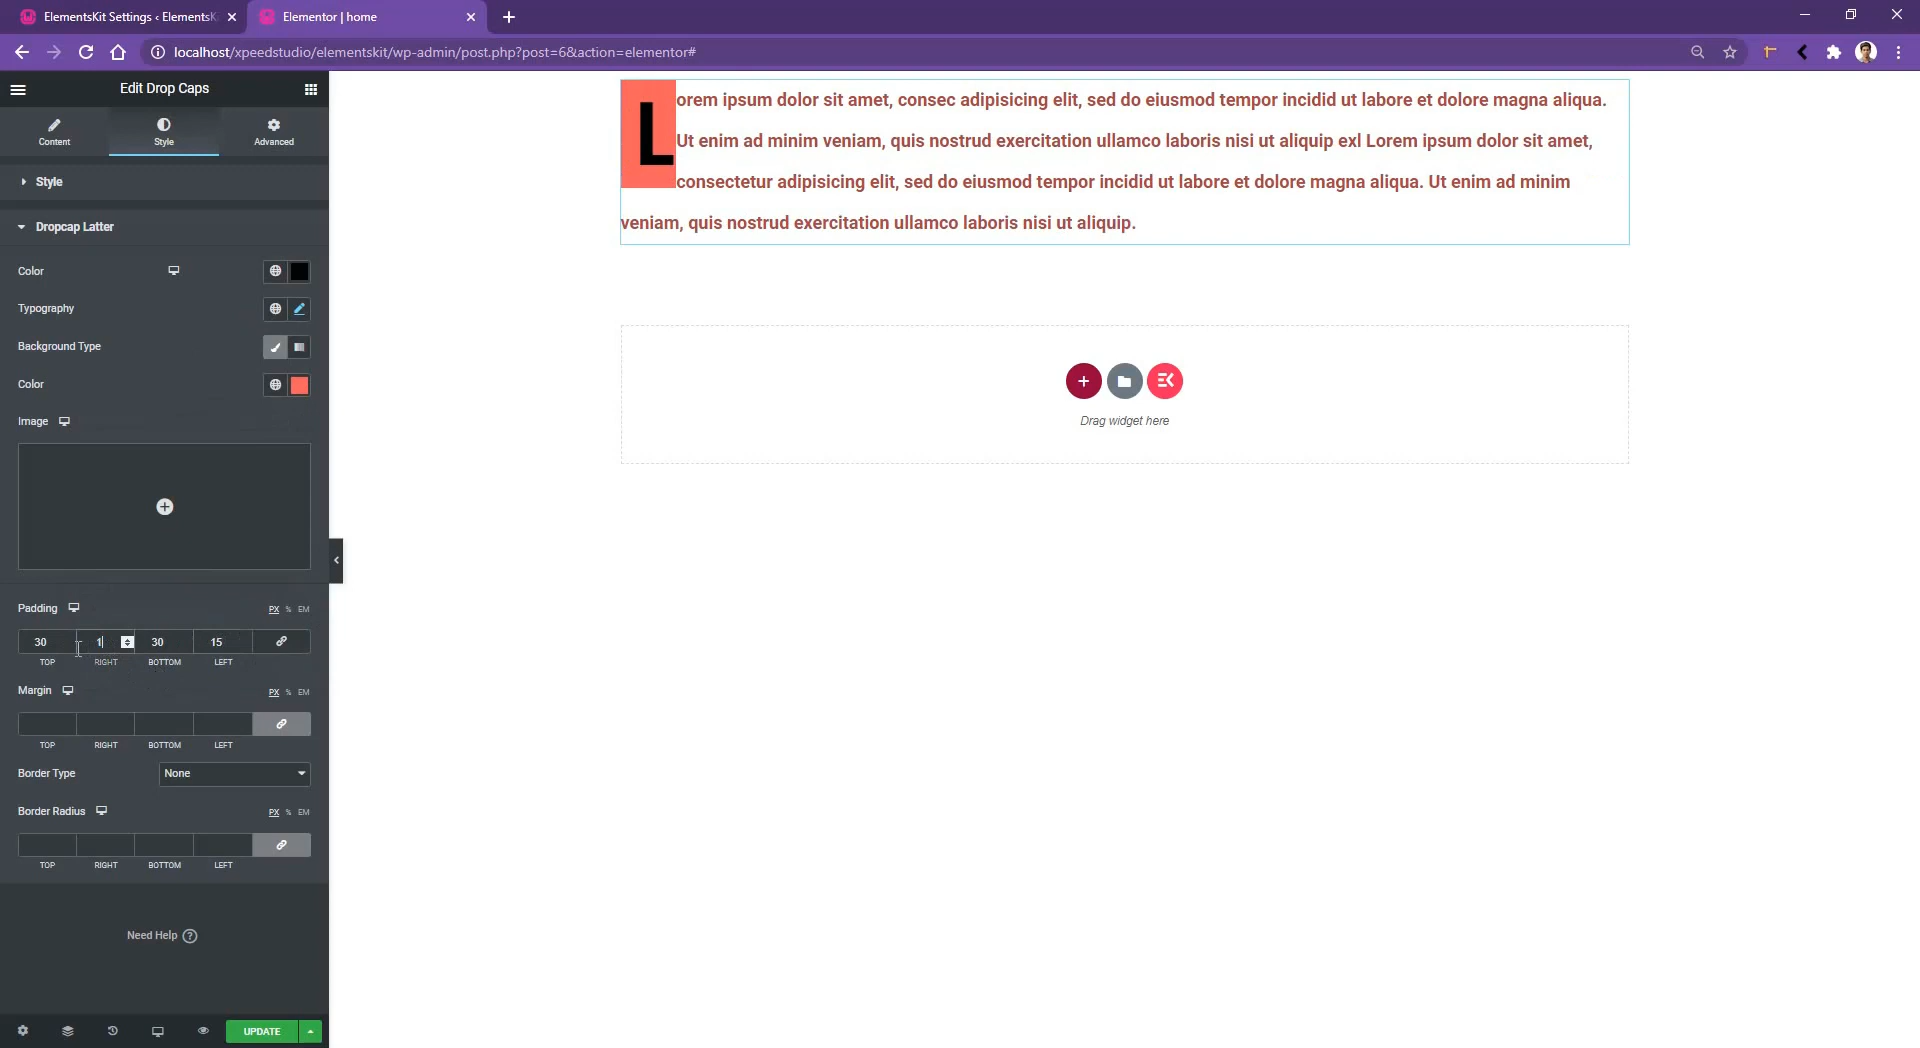 ElementsKit Settings ‹ ElementsK
Elementor | home
localhost/xpeedstudio/elementskit/wp-admin/post.php?post=6&action=elementor#
Edit Drop Caps
Content
Style
Advanced
Style
Dropcap Latter
Color
Typography
Background Type
Color
Image
Padding
PX % EM
30 1 30 15
TOP RIGHT BOTTOM LEFT
Margin
PX % EM
TOP RIGHT BOTTOM LEFT
Border Type
None
Border Radius
PX % EM
TOP RIGHT BOTTOM LEFT
Need Help ?
UPDATE
Lorem ipsum dolor sit amet, consec adipisicing elit, sed do eiusmod tempor incidid ut labore et dolore magna aliqua.
Ut enim ad minim veniam, quis nostrud exercitation ullamco laboris nisi ut aliquip exl Lorem ipsum dolor sit amet,
consectetur adipisicing elit, sed do eiusmod tempor incidid ut labore et dolore magna aliqua. Ut enim ad minim
veniam, quis nostrud exercitation ullamco laboris nisi ut aliquip.
Drag widget here